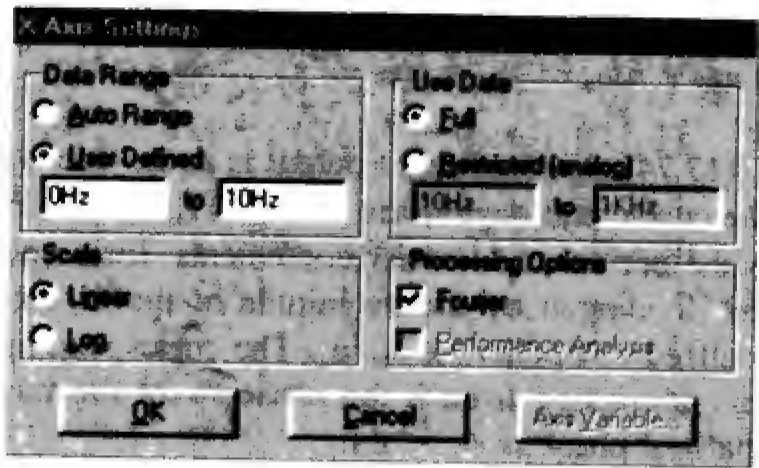 X Axis Settings
Data Range
Auto Range
User Defined
0Hz to 10Hz
Use Data
Full
Restricted (analog)
10Hz to 1kHz
Scale
Linear
Log
Processing Options
Fourier
Performance Analysis
OK
Cancel
Axis Variable...